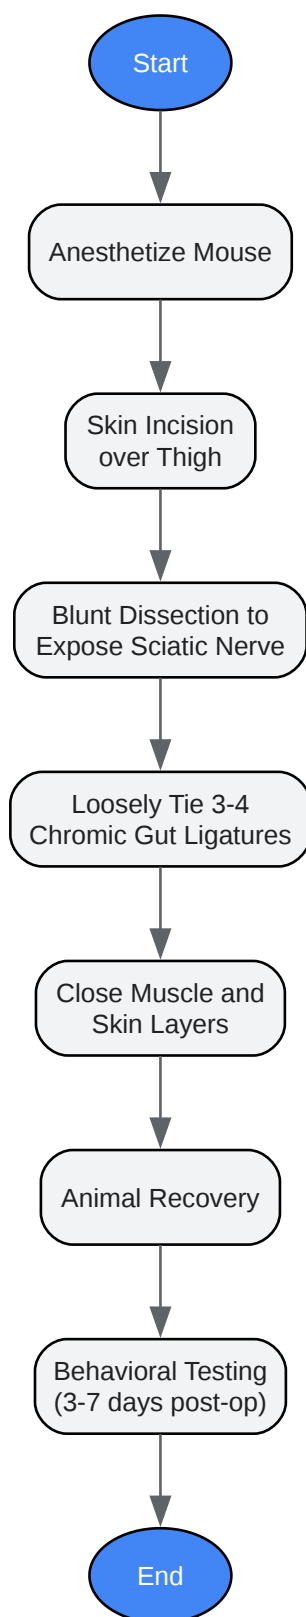 Start
Anesthetize Mouse
Skin Incision
over Thigh
Blunt Dissection to
Expose Sciatic Nerve
Loosely Tie 3-4
Chromic Gut Ligatures
Close Muscle and
Skin Layers
Animal Recovery
Behavioral Testing
(3-7 days post-op)
End